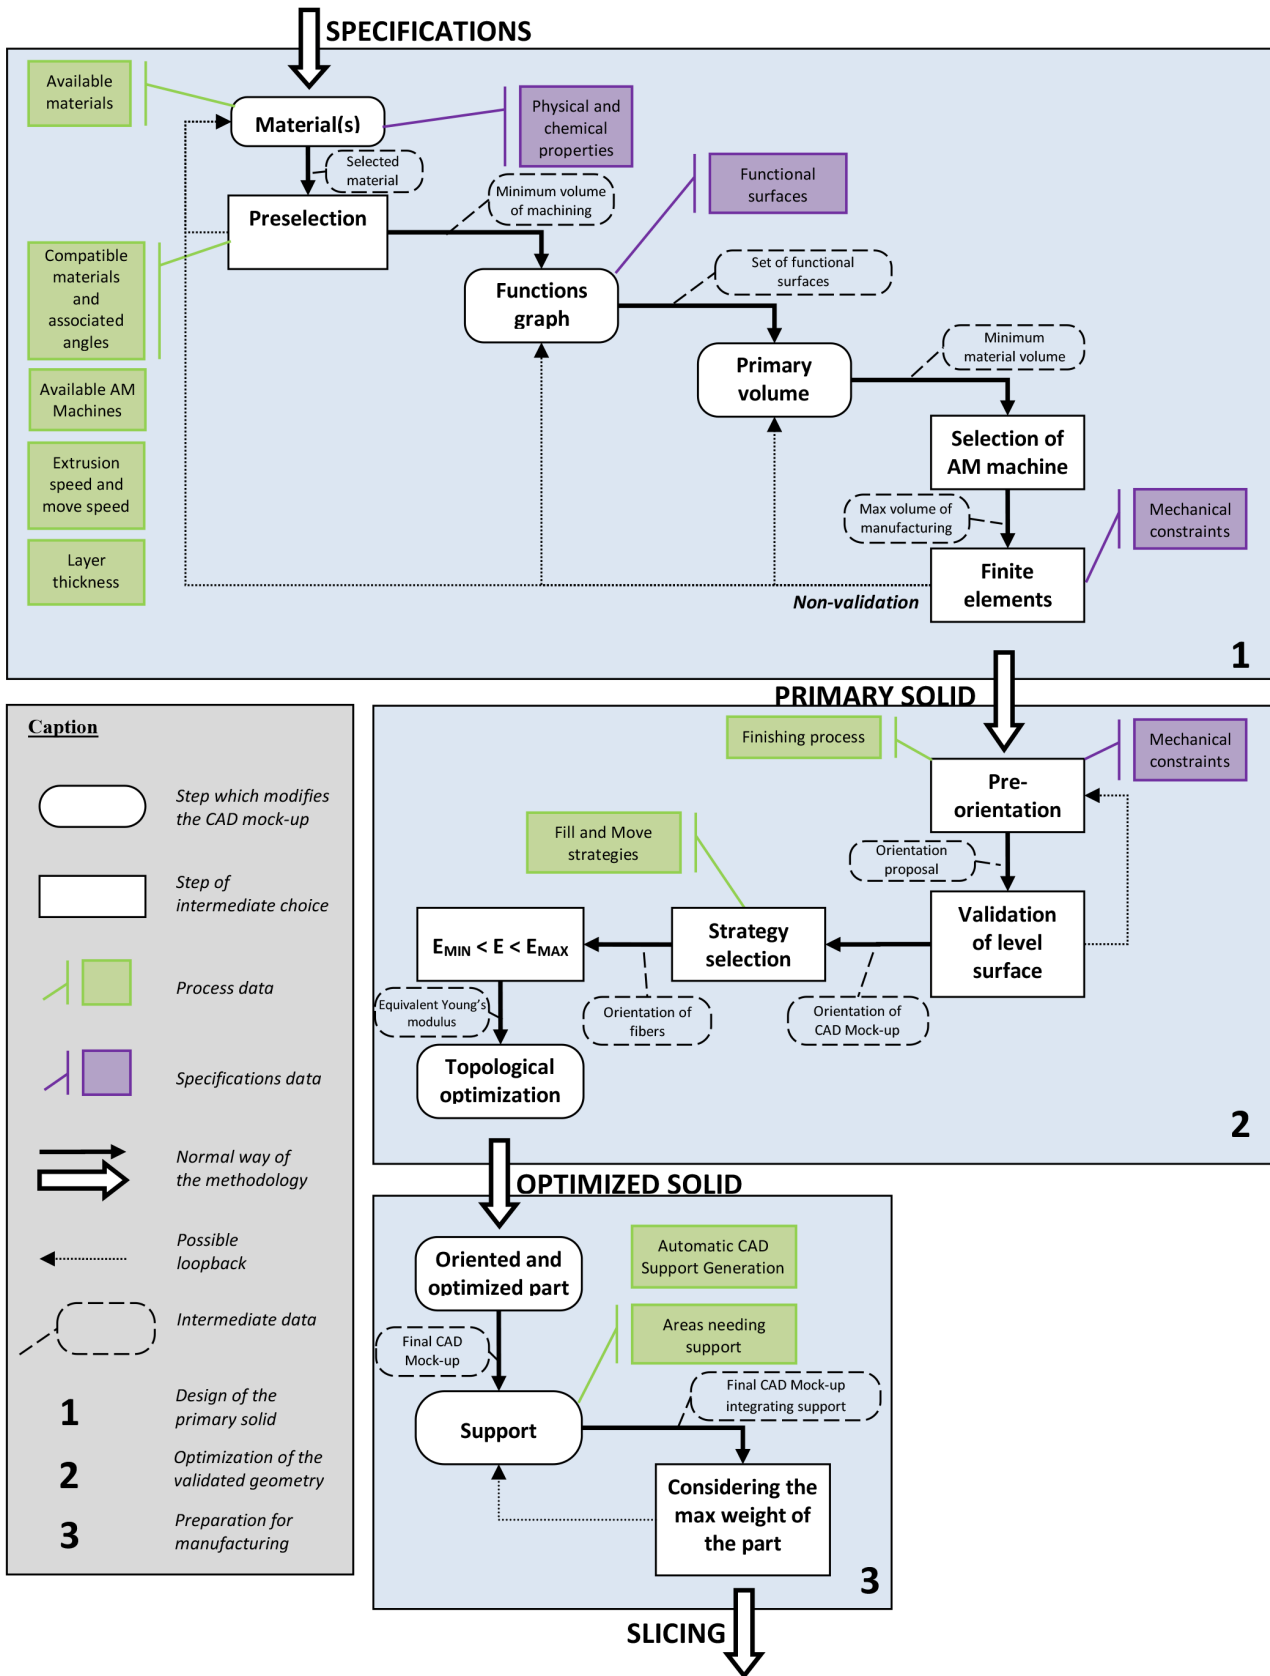 SPECIFICATIONS
Available
materials
Material(s)
Physical and
chemical
properties
Selected
material
Preselection
Minimum volume
of machining
Functional
surfaces
Compatible
materials
and
associated
angles
Functions
graph
Set of functional
surfaces
Primary
volume
Minimum
material volume
Available AM
Machines
Selection of
AM machine
Extrusion
speed and
move speed
Max volume of
manufacturing
Mechanical
constraints
Layer
thickness
Finite
elements
Non-validation
1
PRIMARY SOLID
Finishing process
Pre-
orientation
Mechanical
constraints
Fill and Move
strategies
Orientation
proposal
Validation
of level
surface
Strategy
selection
EMIN < E < EMAX
Equivalent Young's
modulus
Orientation of
fibers
Orientation of
CAD Mock-up
Topological
optimization
2
OPTIMIZED SOLID
Oriented and
optimized part
Automatic CAD
Support Generation
Areas needing
support
Final CAD
Mock-up
Support
Final CAD Mock-up
integrating support
Considering the
max weight of
the part
3
SLICING
Caption
Step which modifies
the CAD mock-up
Step of
intermediate choice
Process data
Specifications data
Normal way of
the methodology
Possible
loopback
Intermediate data
1
Design of the
primary solid
2
Optimization of the
validated geometry
3
Preparation for
manufacturing